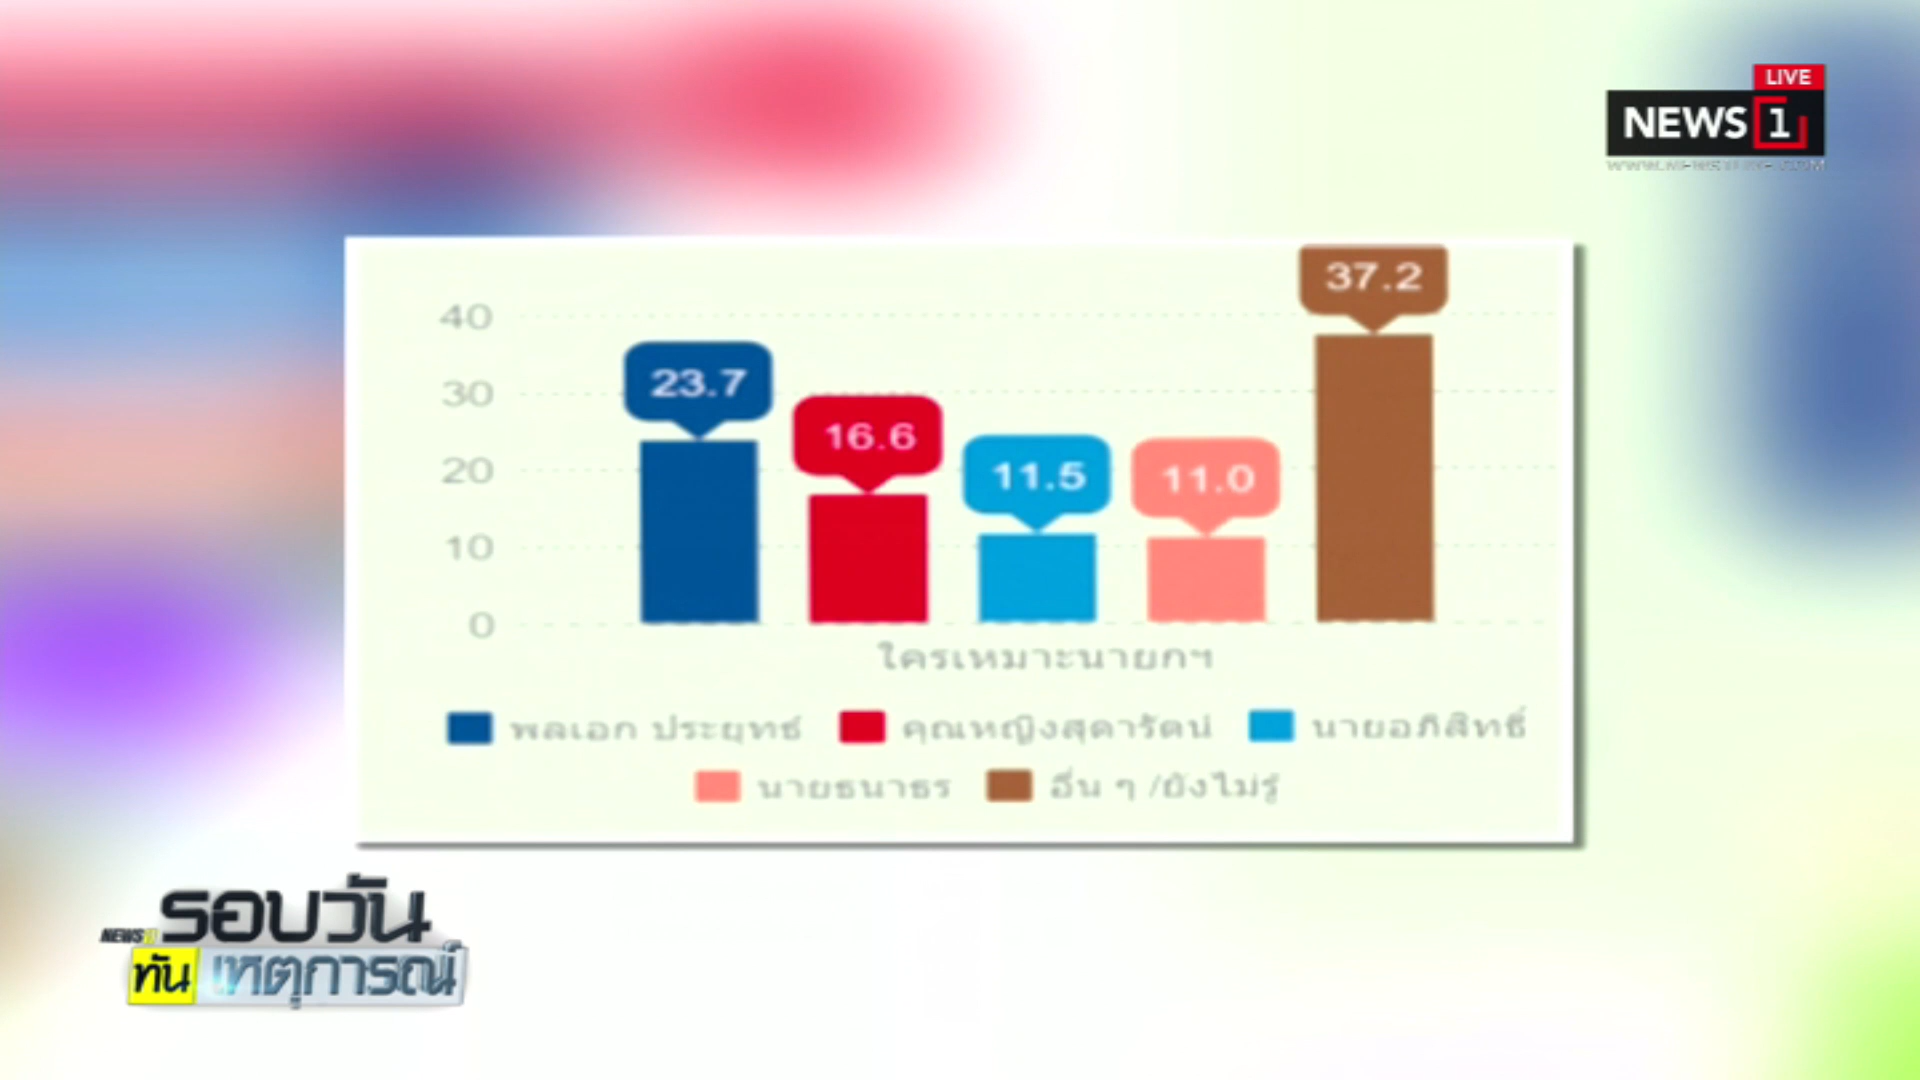 LIVE
NEWS 1
37.2
40
23.7
30
16.6
11.5
11.0
20
10
0
ใครเหมาะนายกฯ
พลเอก ประยุทธ์ คุณหญิงสุดารัตน์ นายอภิสิทธิ์
นายธนาธร อื่น ๆ /ยังไม่รู้
NEWS1 รอบวัน
ทัน เหตุการณ์